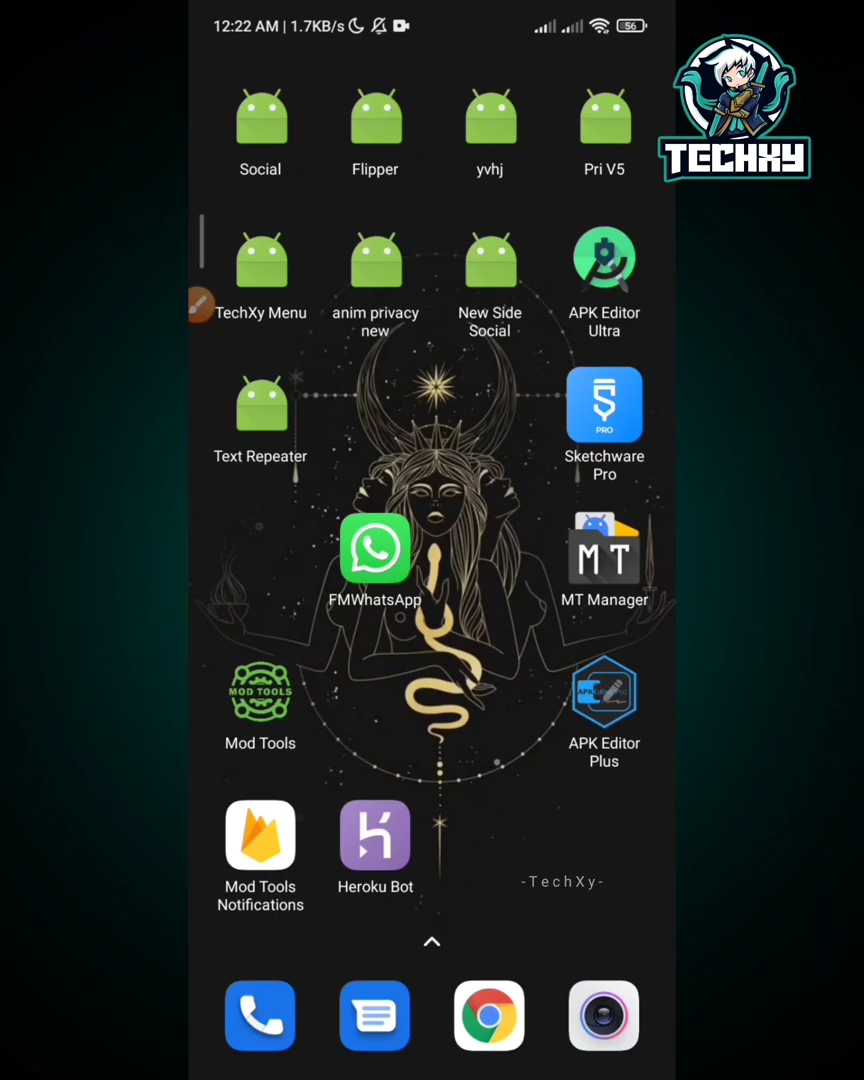 12:22 AM | 1.7KB/s
56
TECHXY
Social
Flipper
yvhj
Pri V5
TechXy Menu
anim privacy
new
New Side
Social
APK Editor
Ultra
Text Repeater
PRO
Sketchware
Pro
FMWhatsApp
MT
MT Manager
MOD TOOLS
Mod Tools
APK Editor
Plus
Mod Tools
Notifications
Heroku Bot
-TechXy-